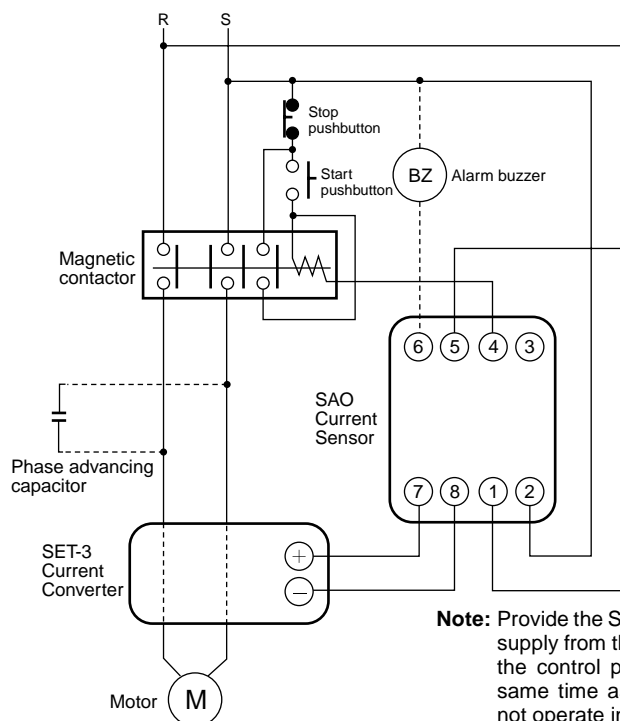 R S
Stop
pushbutton
Start
pushbutton
BZ Alarm buzzer
Magnetic
contactor
6 5 4 3
SAO
Current
Sensor
Phase advancing
capacitor
7 8 1 2
SET-3
Current
Converter
+
−
Note: Provide the S
supply from th
the control p
same time a
not operate in
Motor M